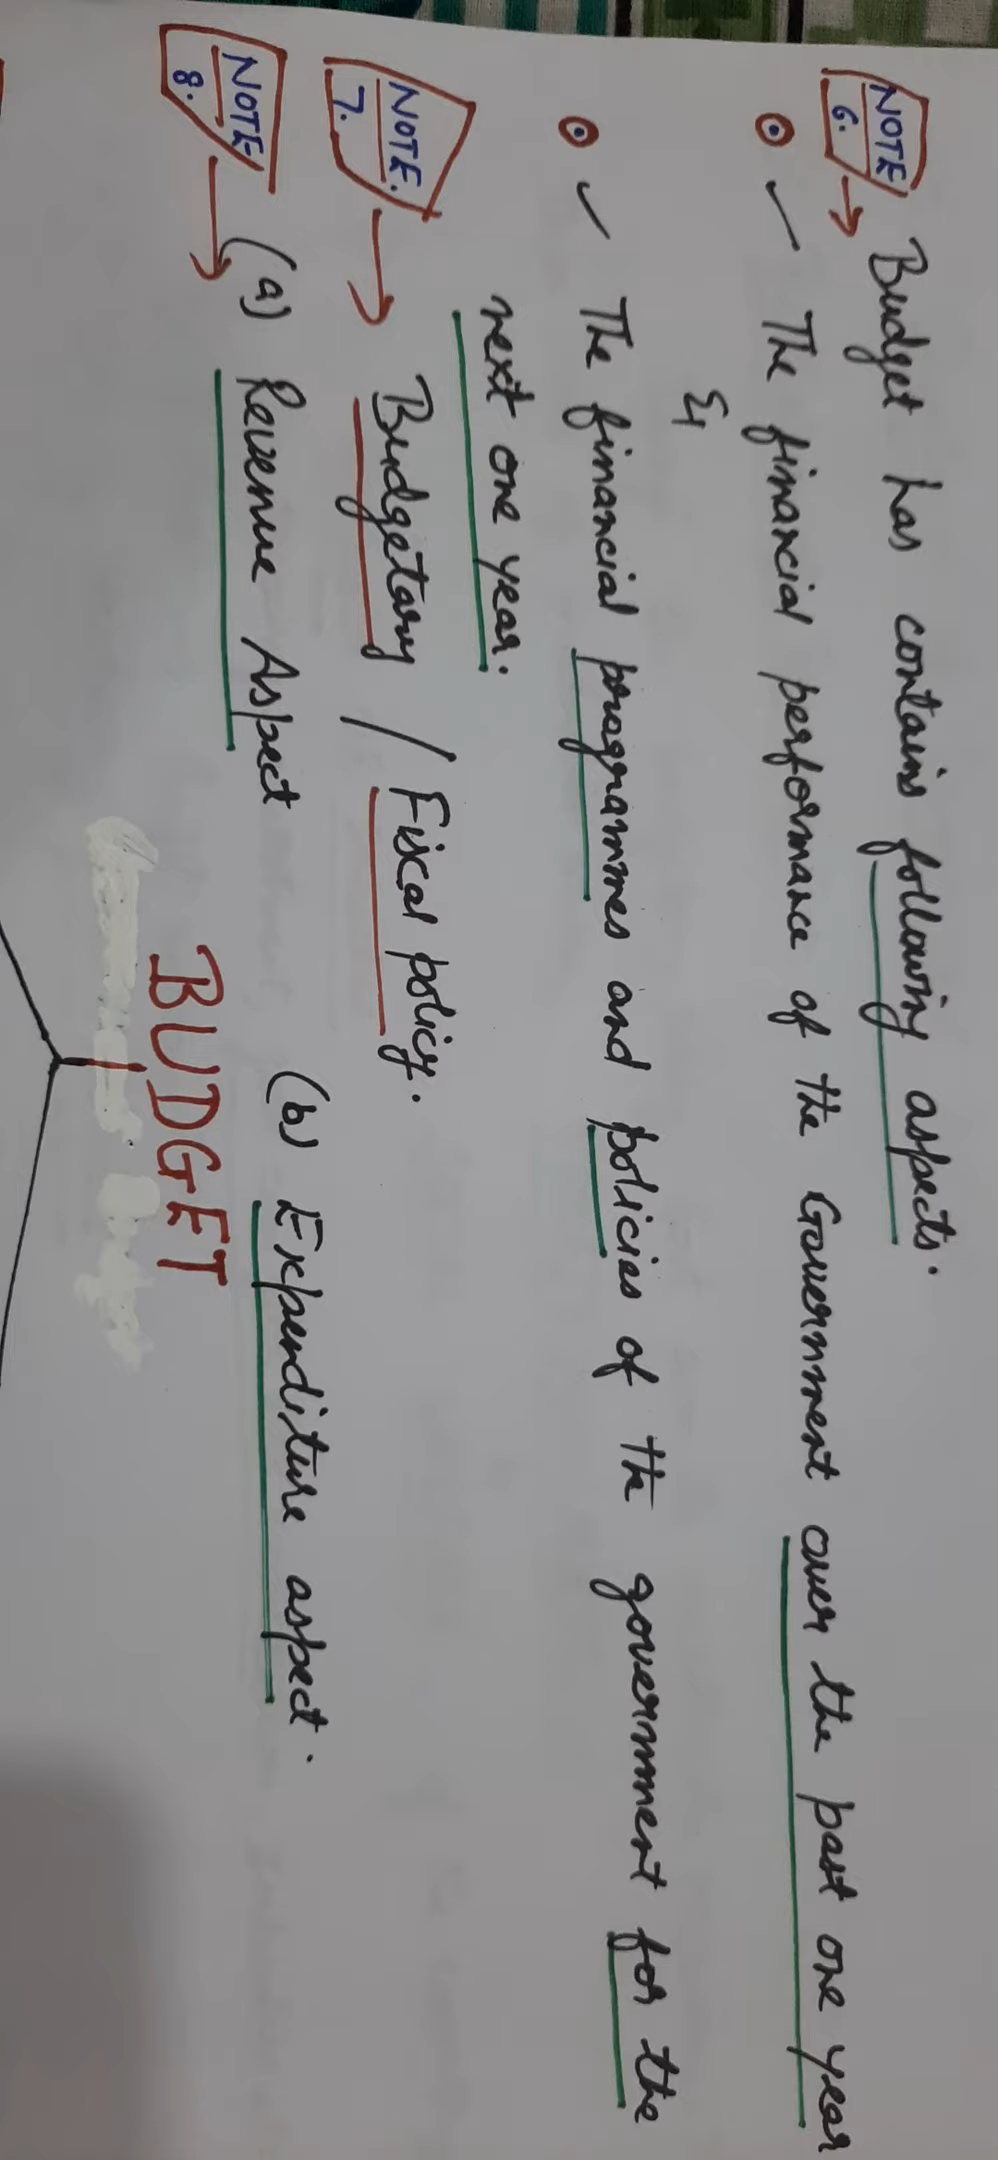 NOTE 6. → Budget has contains following aspects.
✓ The financial performance of the Government over the past one year
&
✓ The financial programmes and policies of the government for the
next one year.
NOTE. 7. → Budgetary / Fiscal policy.
NOTE 8. → (a) Revenue Aspect (b) Expenditure aspect.
BUDGET